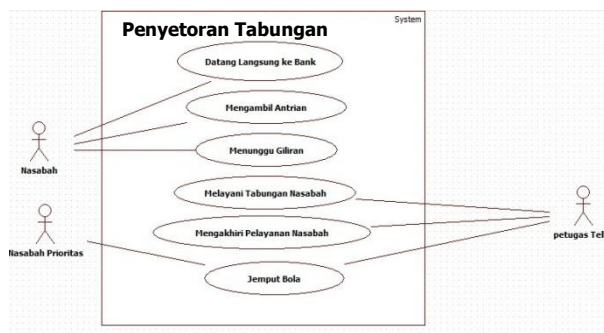 Penyetoran Tabungan
System
Datang Langsung ke Bank
Mengambil Antrian
Menunggu Giliran
Nasabah
Melayani Tabungan Nasabah
Mengakhiri Pelayanan Nasabah
Nasabah Prioritas
petugas Tel
Jemput Bola